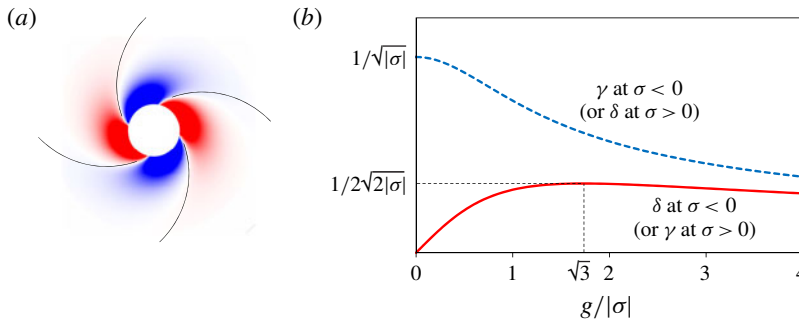 (a)
(b)
1/√|σ|
γ at σ < 0
(or δ at σ > 0)
1/2√2|σ|
δ at σ < 0
(or γ at σ > 0)
0 1 √3 2 3 4
g/|σ|